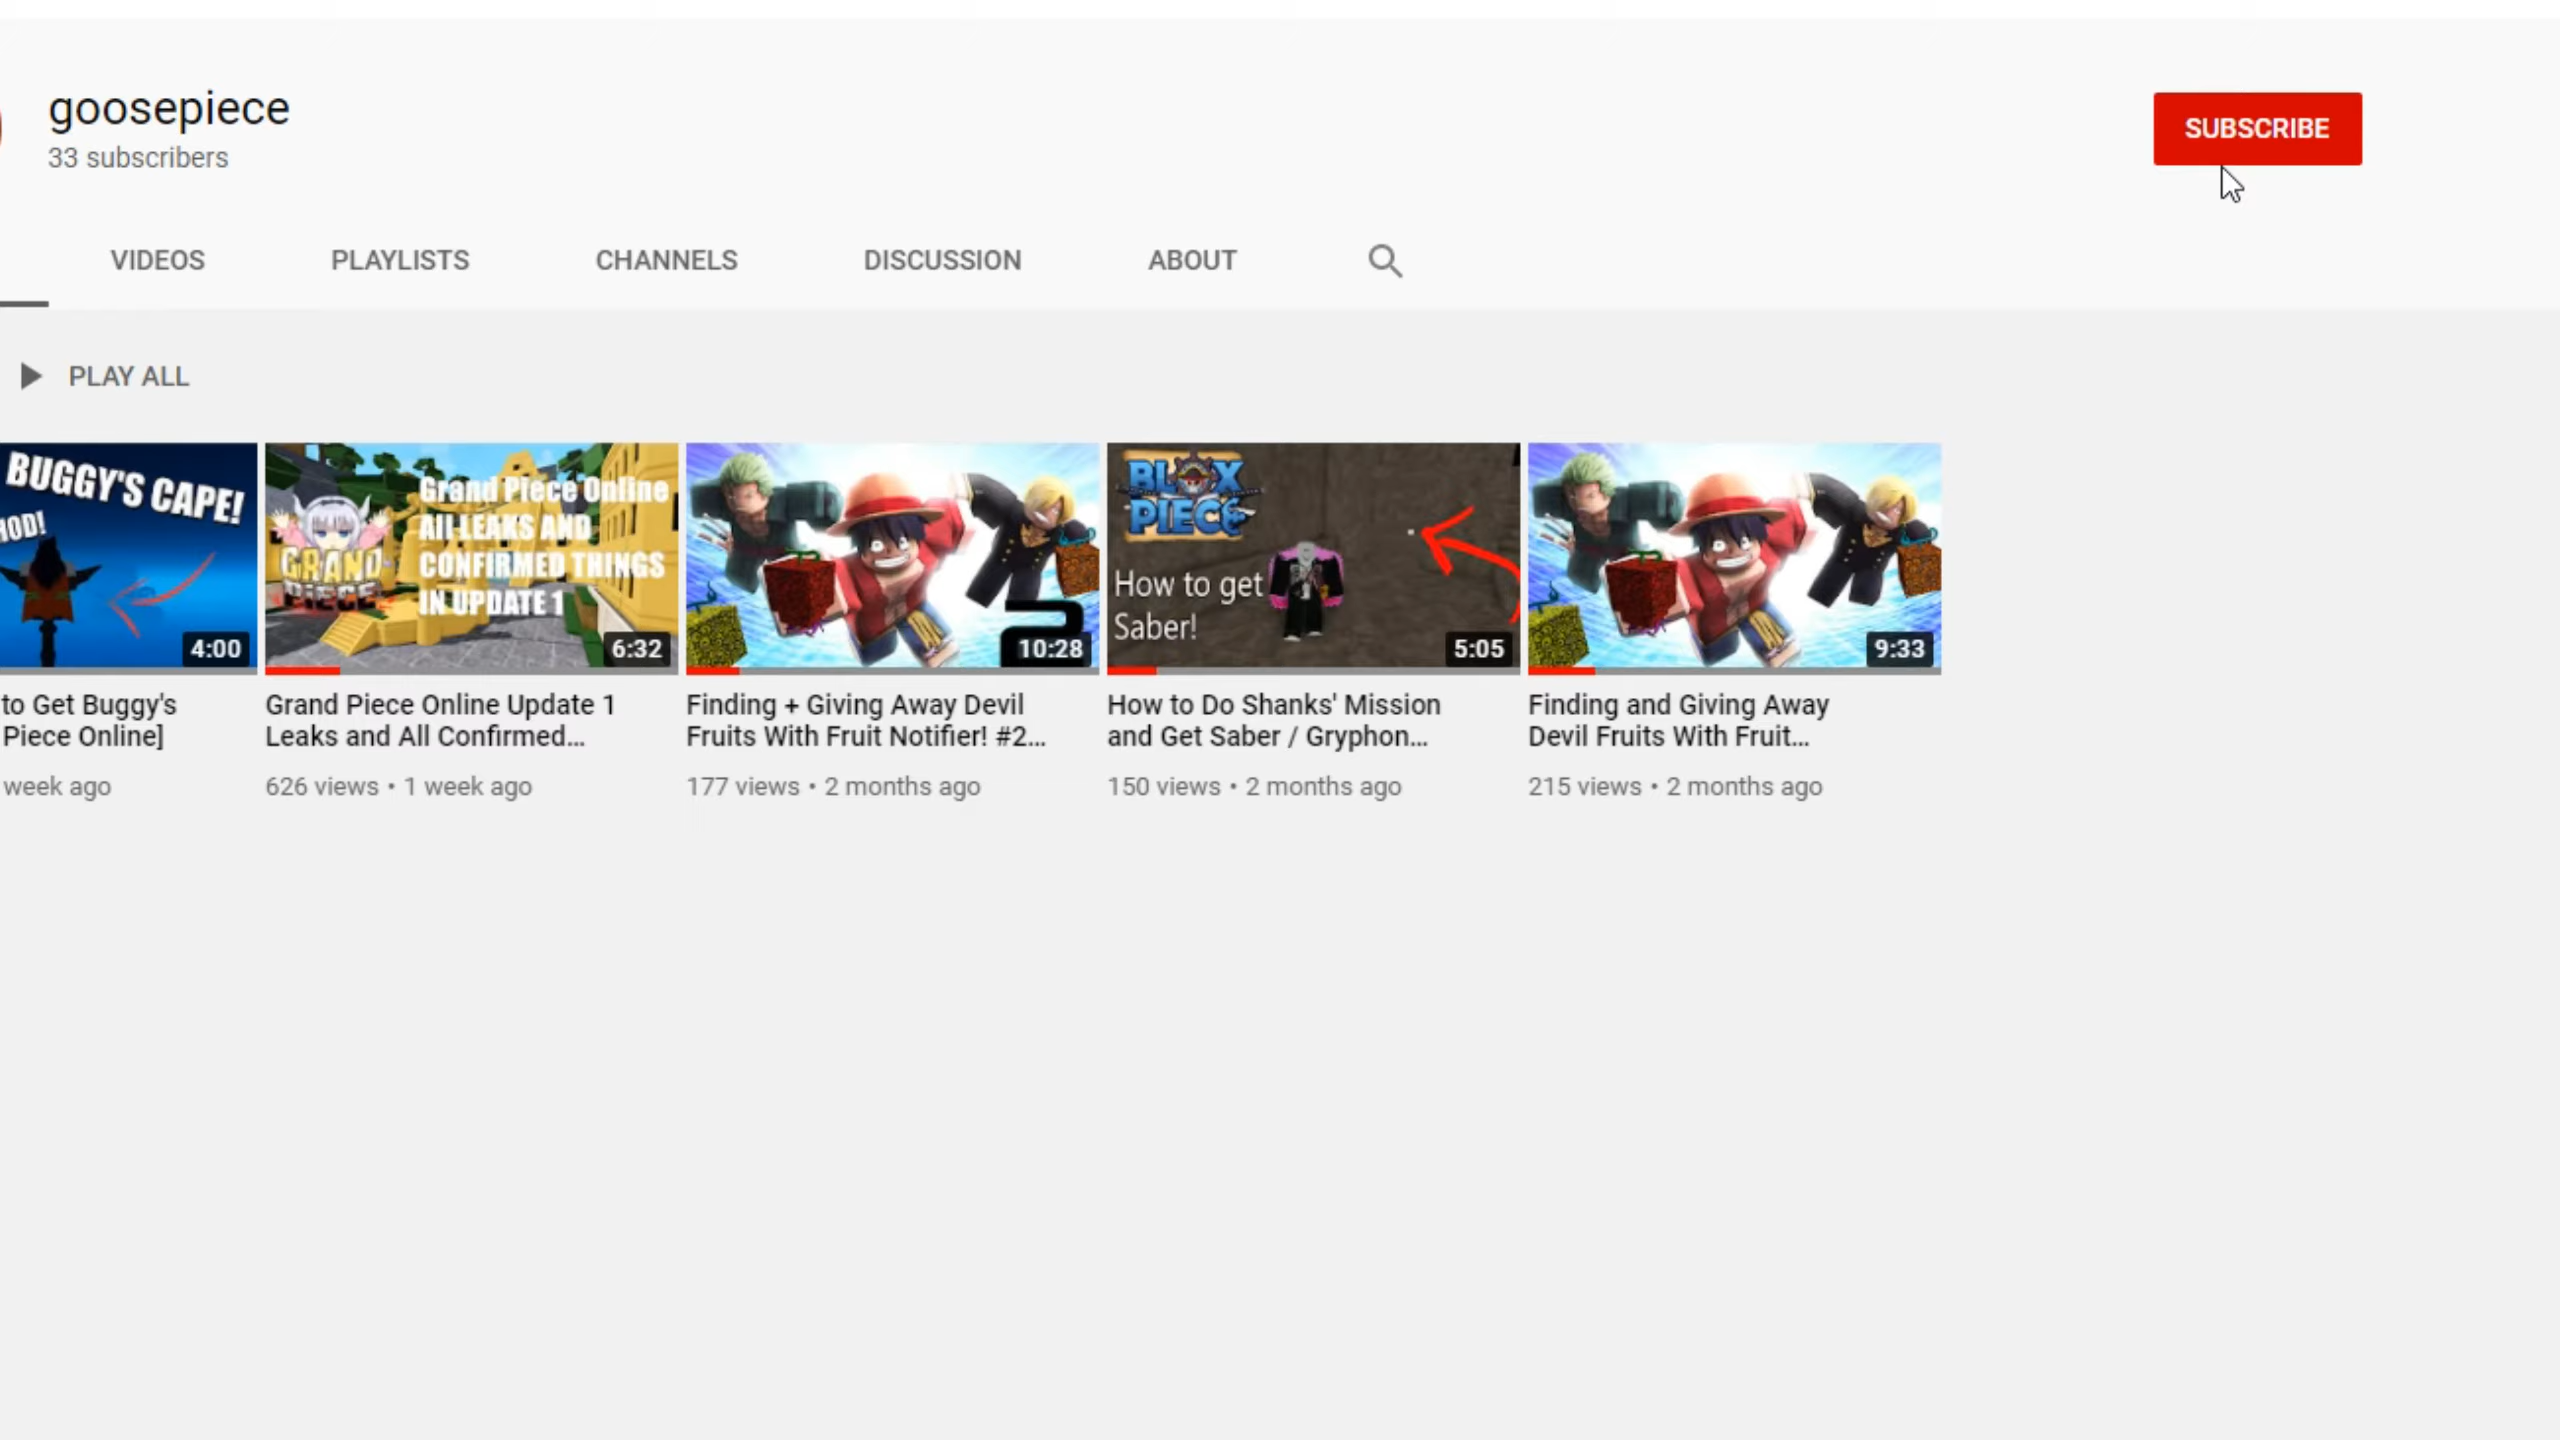 goosepiece
33 subscribers
SUBSCRIBE
VIDEOS
PLAYLISTS
CHANNELS
DISCUSSION
ABOUT
PLAY ALL
BUGGY'S CAPE!
HOD!
4:00
to Get Buggy's
Piece Online]
week ago
GRAND
PIECE
Grand Piece Online
All LEAKS AND
CONFIRMED THINGS
IN UPDATE 1
6:32
Grand Piece Online Update 1
Leaks and All Confirmed...
626 views • 1 week ago
2
10:28
Finding + Giving Away Devil
Fruits With Fruit Notifier! #2...
177 views • 2 months ago
BLOX
PIECE
How to get
Saber!
5:05
How to Do Shanks' Mission
and Get Saber / Gryphon...
150 views • 2 months ago
9:33
Finding and Giving Away
Devil Fruits With Fruit...
215 views • 2 months ago